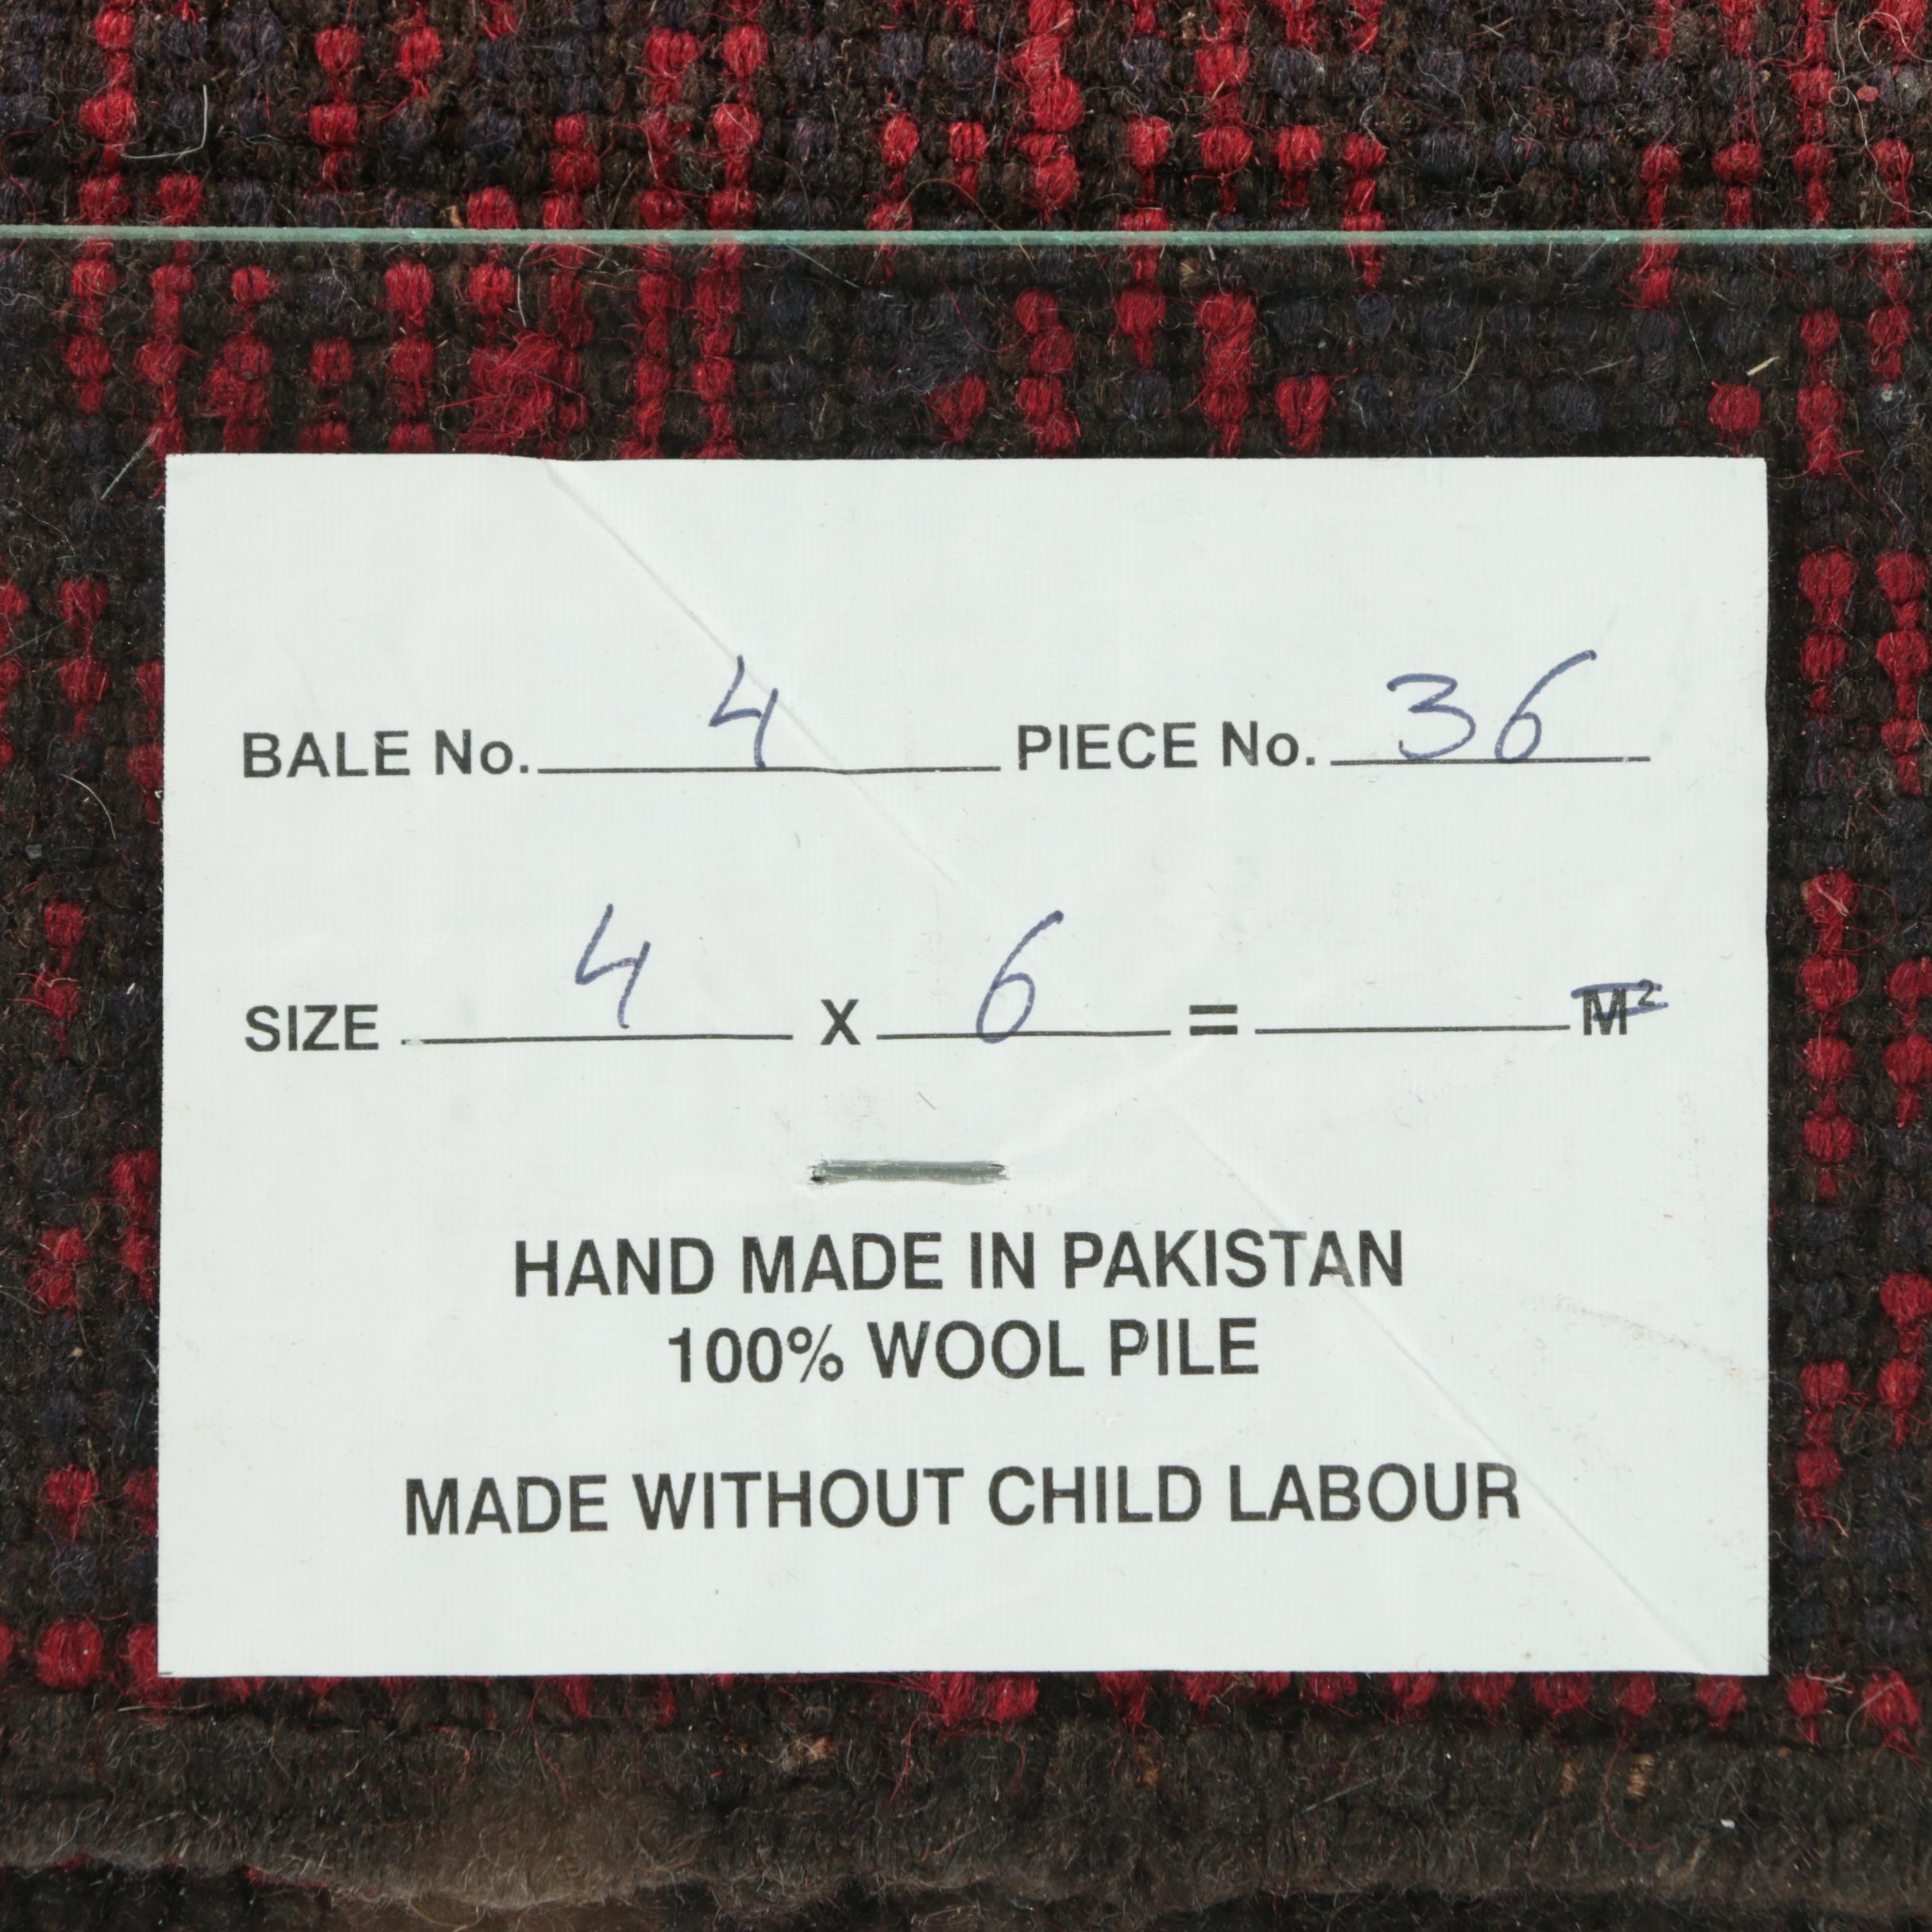 BALE No. 4 PIECE No. 36
SIZE 4 X 6 = M²
HAND MADE IN PAKISTAN
100% WOOL PILE
MADE WITHOUT CHILD LABOUR